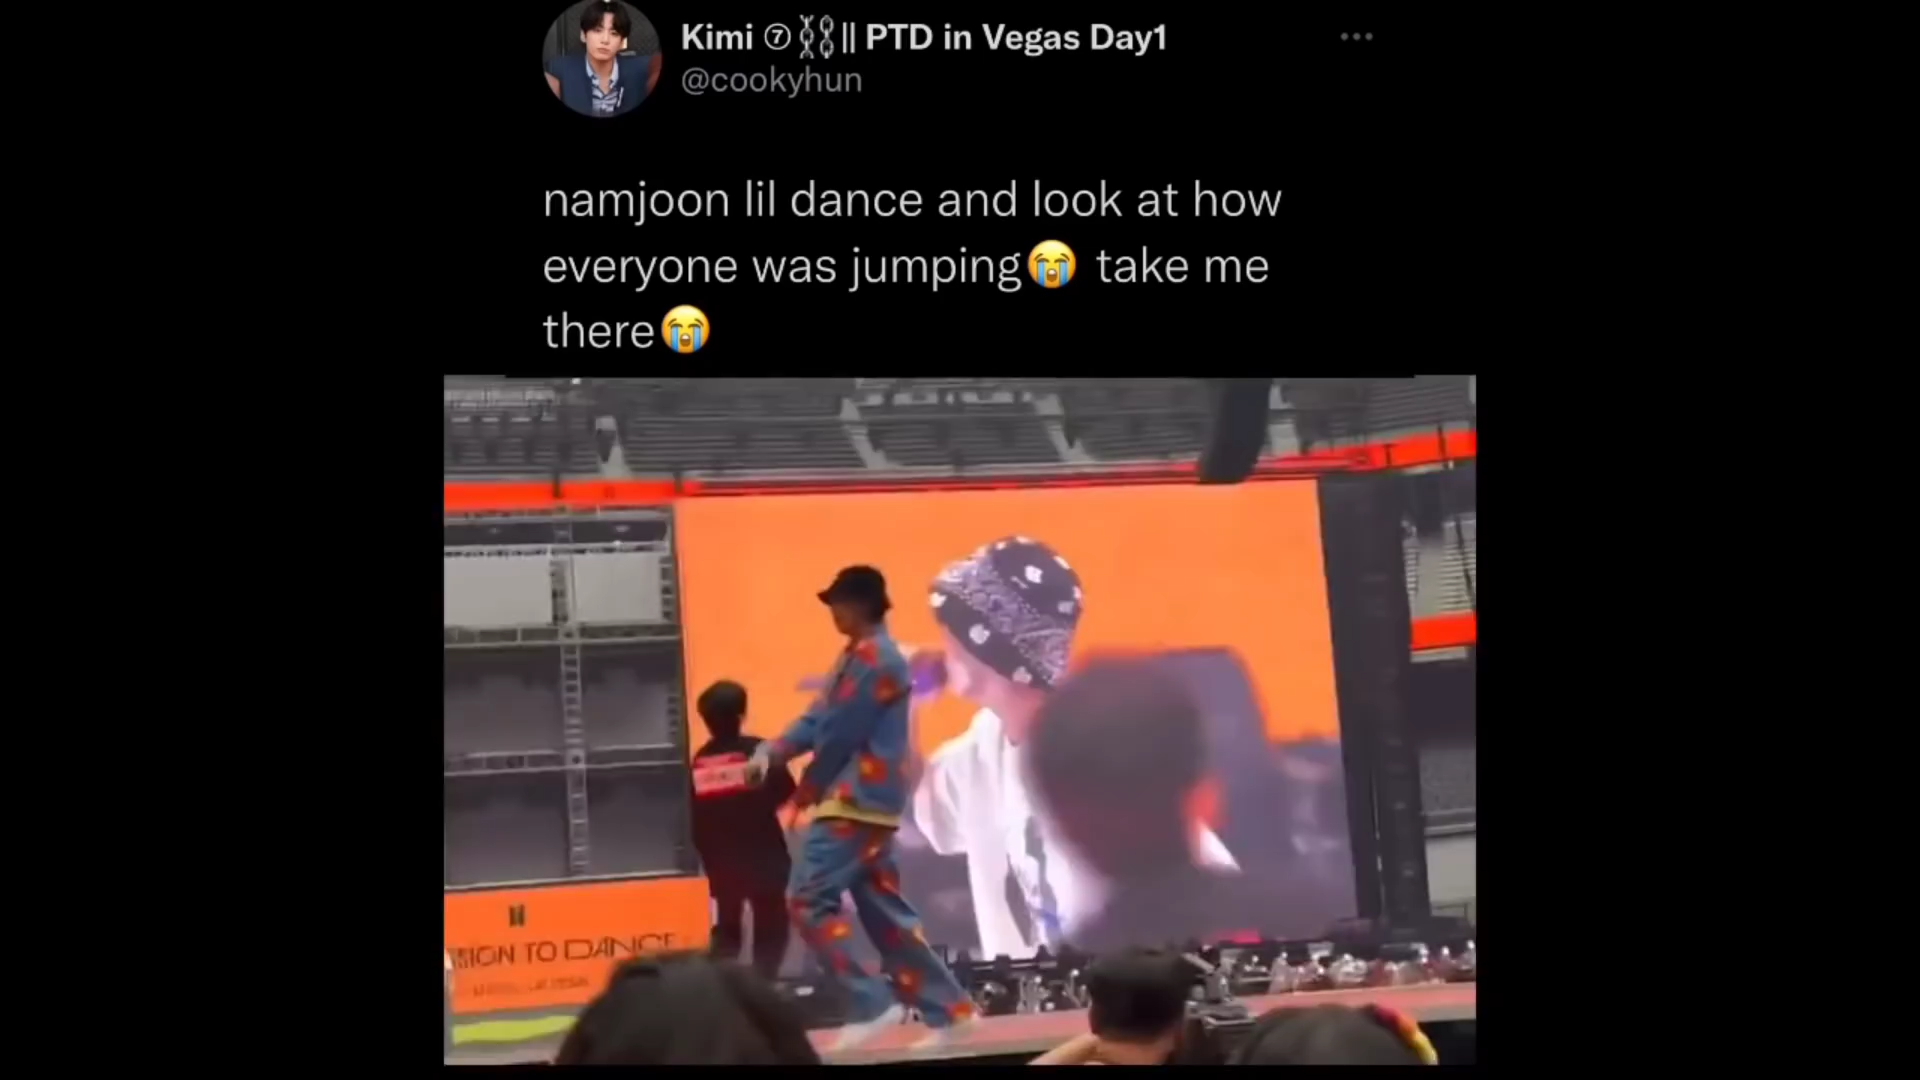 Kimi ⑦⛓⛓|| PTD in Vegas Day1
@cookyhun
namjoon lil dance and look at how
everyone was jumping😭 take me
there😭
TO DANCE